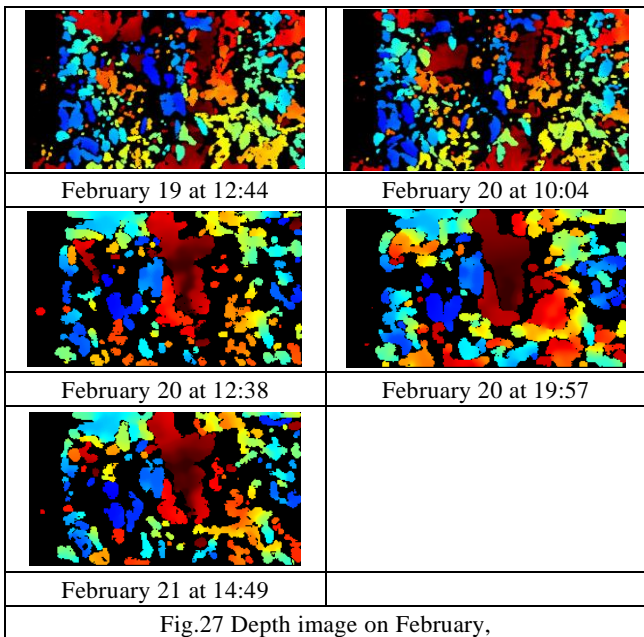 February 19 at 12:44
February 20 at 10:04
February 20 at 12:38
February 20 at 19:57
February 21 at 14:49
Fig.27 Depth image on February,